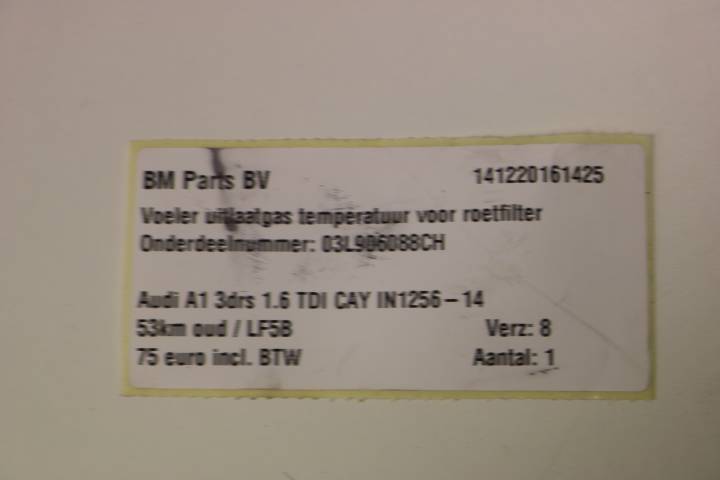 BM Parts BV 141220161425
Voeler uitlaatgas temperatuur voor roetfilter
Onderdeelnummer: 03L906088CH
Audi A1 3drs 1.6 TDI CAY IN1256-14
53km oud / LF5B Verz: 8
75 euro incl. BTW Aantal: 1